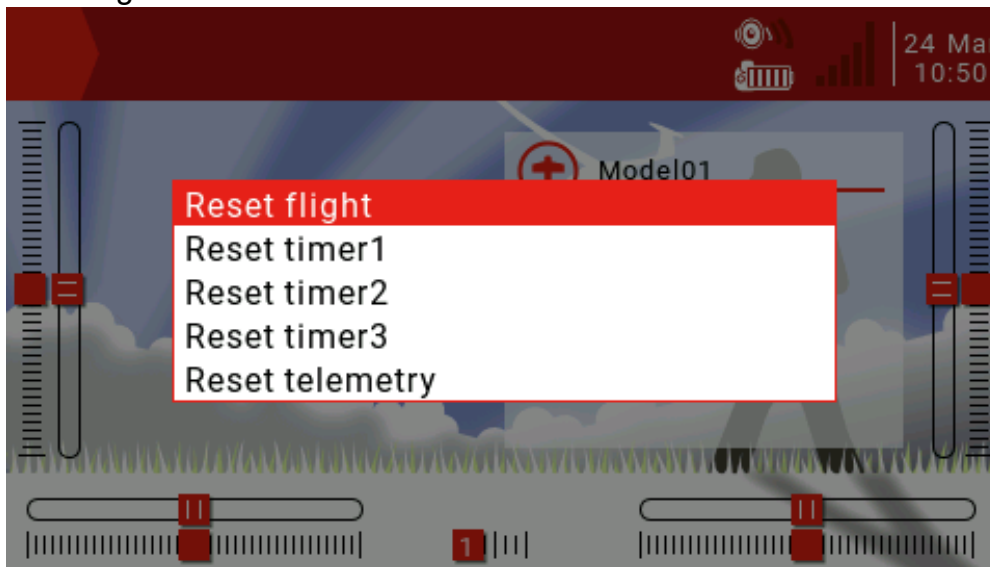 24 Ma
10:50
Model01
Reset flight
Reset timer1
Reset timer2
Reset timer3
Reset telemetry
1